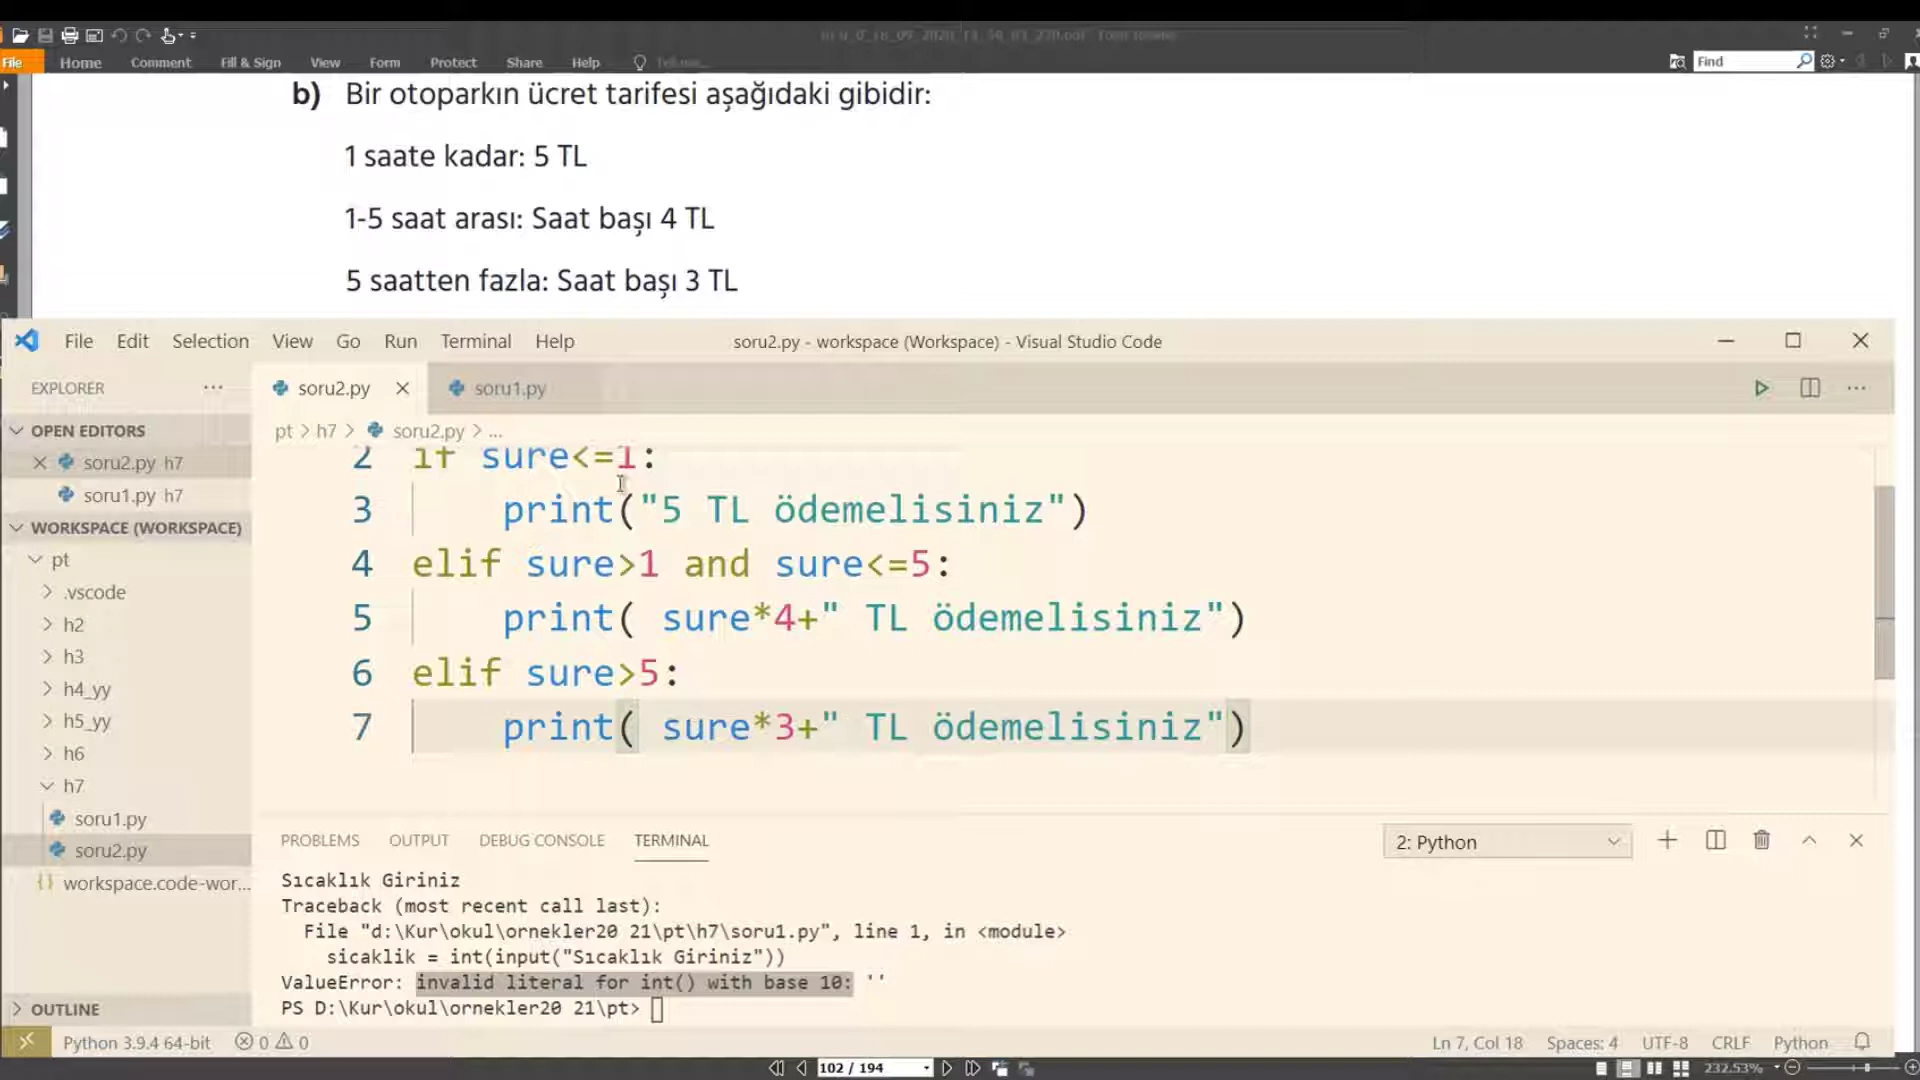 File Home Comment Fill & Sign View Form Protect Share Help Find
b) Bir otoparkın ücret tarifesi aşağıdaki gibidir:
1 saate kadar: 5 TL
1-5 saat arası: Saat başı 4 TL
5 saatten fazla: Saat başı 3 TL
File Edit Selection View Go Run Terminal Help soru2.py - workspace (Workspace) - Visual Studio Code
EXPLORER ··· soru2.py soru1.py ···
OPEN EDITORS
soru2.py h7
soru1.py h7
WORKSPACE (WORKSPACE)
pt
.vscode
h2
h3
h4_yy
h5_yy
h6
h7
soru1.py
soru2.py
workspace.code-wor...
OUTLINE
pt > h7 > soru2.py > ...
2 if sure<=1:
3 print("5 TL ödemelisiniz")
4 elif sure>1 and sure<=5:
5 print( sure*4+" TL ödemelisiniz")
6 elif sure>5:
7 print( sure*3+" TL ödemelisiniz")
PROBLEMS OUTPUT DEBUG CONSOLE TERMINAL 2: Python
Sıcaklık Giriniz
Traceback (most recent call last):
File "d:\Kur\okul\ornekler20 21\pt\h7\soru1.py", line 1, in <module>
sicaklik = int(input("Sıcaklık Giriniz"))
ValueError: invalid literal for int() with base 10: ''
PS D:\Kur\okul\ornekler20 21\pt>
Python 3.9.4 64-bit 0 0 Ln 7, Col 18 Spaces: 4 UTF-8 CRLF Python
102 / 194 232.53%